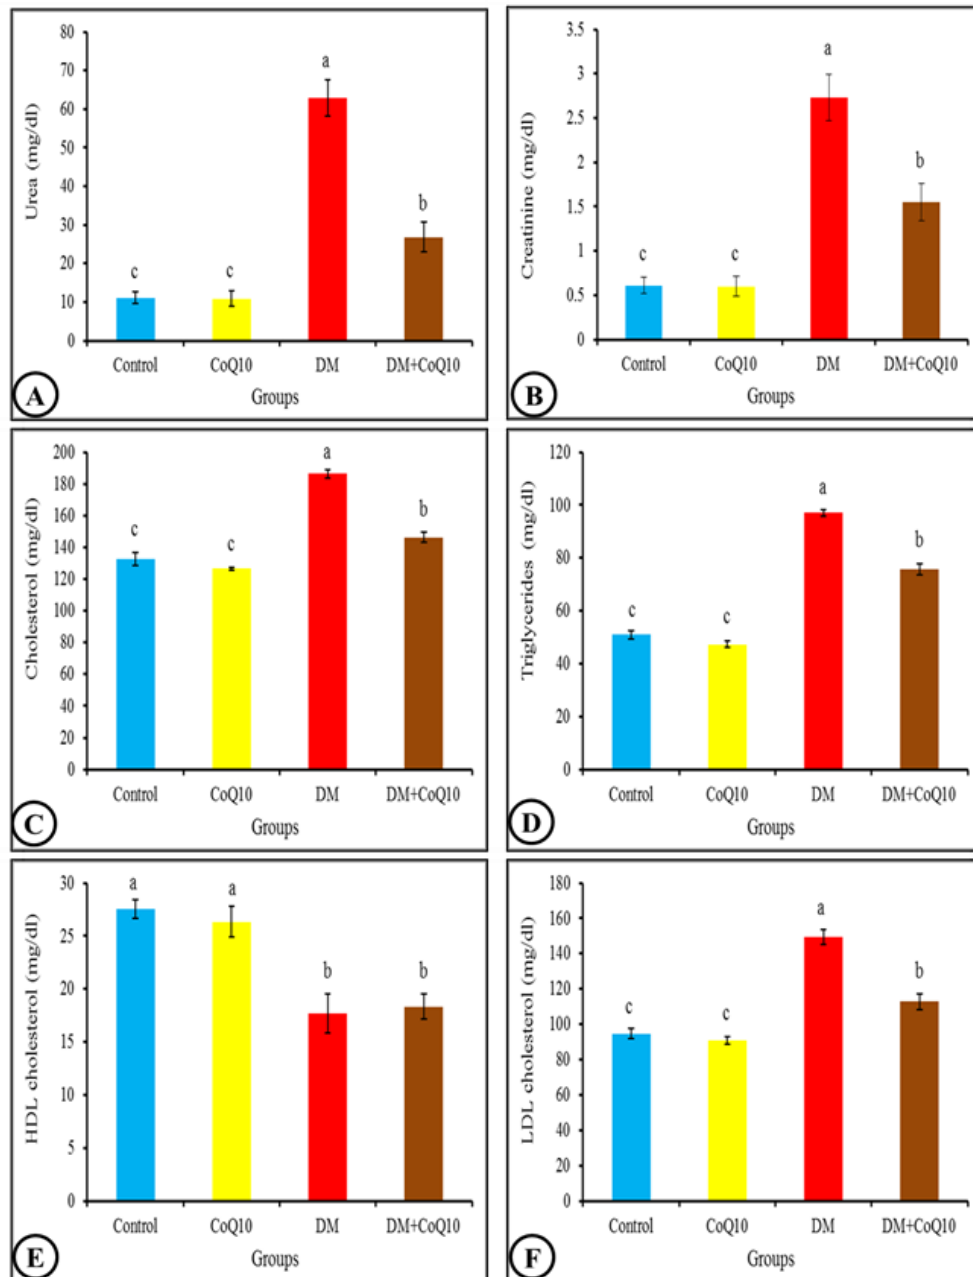 Urea (mg/dl)
80
70
60
50
40
30
20
10
0
c
c
a
b
Control CoQ10 DM DM+CoQ10
Groups
A
Creatinine (mg/dl)
3.5
3
2.5
2
1.5
1
0.5
0
c
c
a
b
Control CoQ10 DM DM+CoQ10
Groups
B
Cholesterol (mg/dl)
200
180
160
140
120
100
80
60
40
20
0
c
c
a
b
Control CoQ10 DM DM+CoQ10
Groups
C
Triglycerides (mg/dl)
120
100
80
60
40
20
0
c
c
a
b
Control CoQ10 DM DM+CoQ10
Groups
D
HDL cholesterol (mg/dl)
30
25
20
15
10
5
0
a
a
b
b
Control CoQ10 DM DM+CoQ10
Groups
E
LDL cholesterol (mg/dl)
180
160
140
120
100
80
60
40
20
0
c
c
a
b
Control CoQ10 DM DM+CoQ10
Groups
F